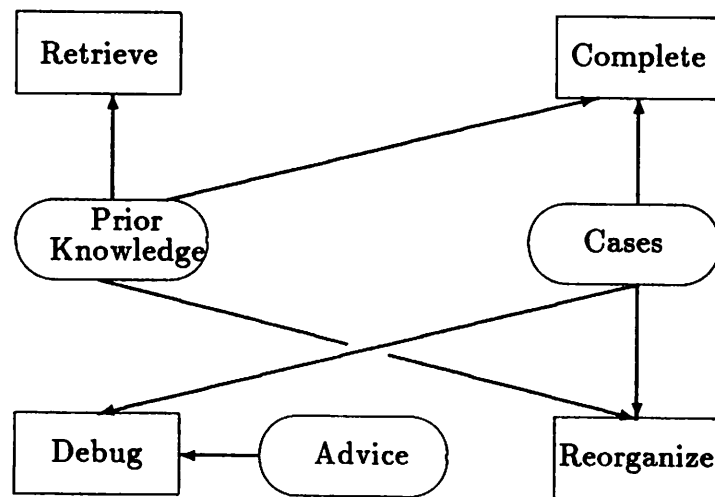 Retrieve
Complete
Prior
Knowledge
Cases
Debug
Advice
Reorganize